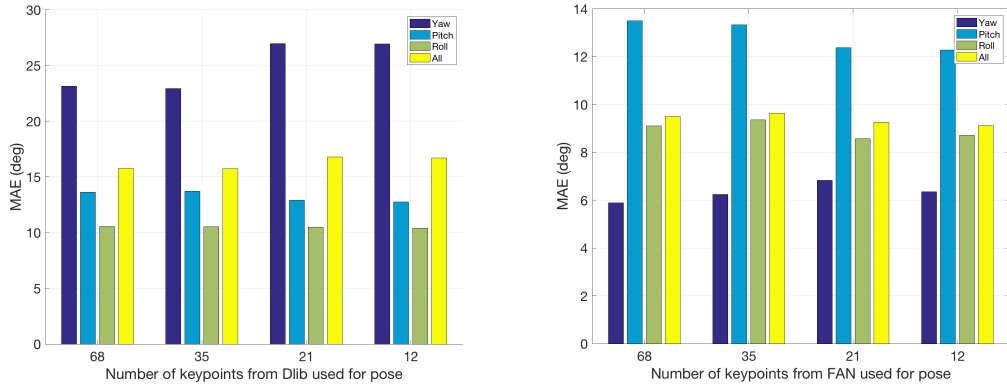 30
25
20
15
10
5
0
MAE (deg)
Yaw
Pitch
Roll
All
68 35 21 12
Number of keypoints from Dlib used for pose
14
12
10
8
6
4
2
0
MAE (deg)
Yaw
Pitch
Roll
All
68 35 21 12
Number of keypoints from FAN used for pose